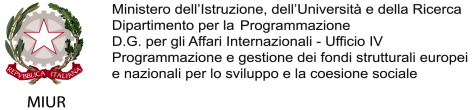 Ministero dell'Istruzione, dell'Università e della Ricerca
Dipartimento per la Programmazione
D.G. per gli Affari Internazionali - Ufficio IV
Programmazione e gestione dei fondi strutturali europei
e nazionali per lo sviluppo e la coesione sociale
REPVBBLICA ITALIANA
MIUR